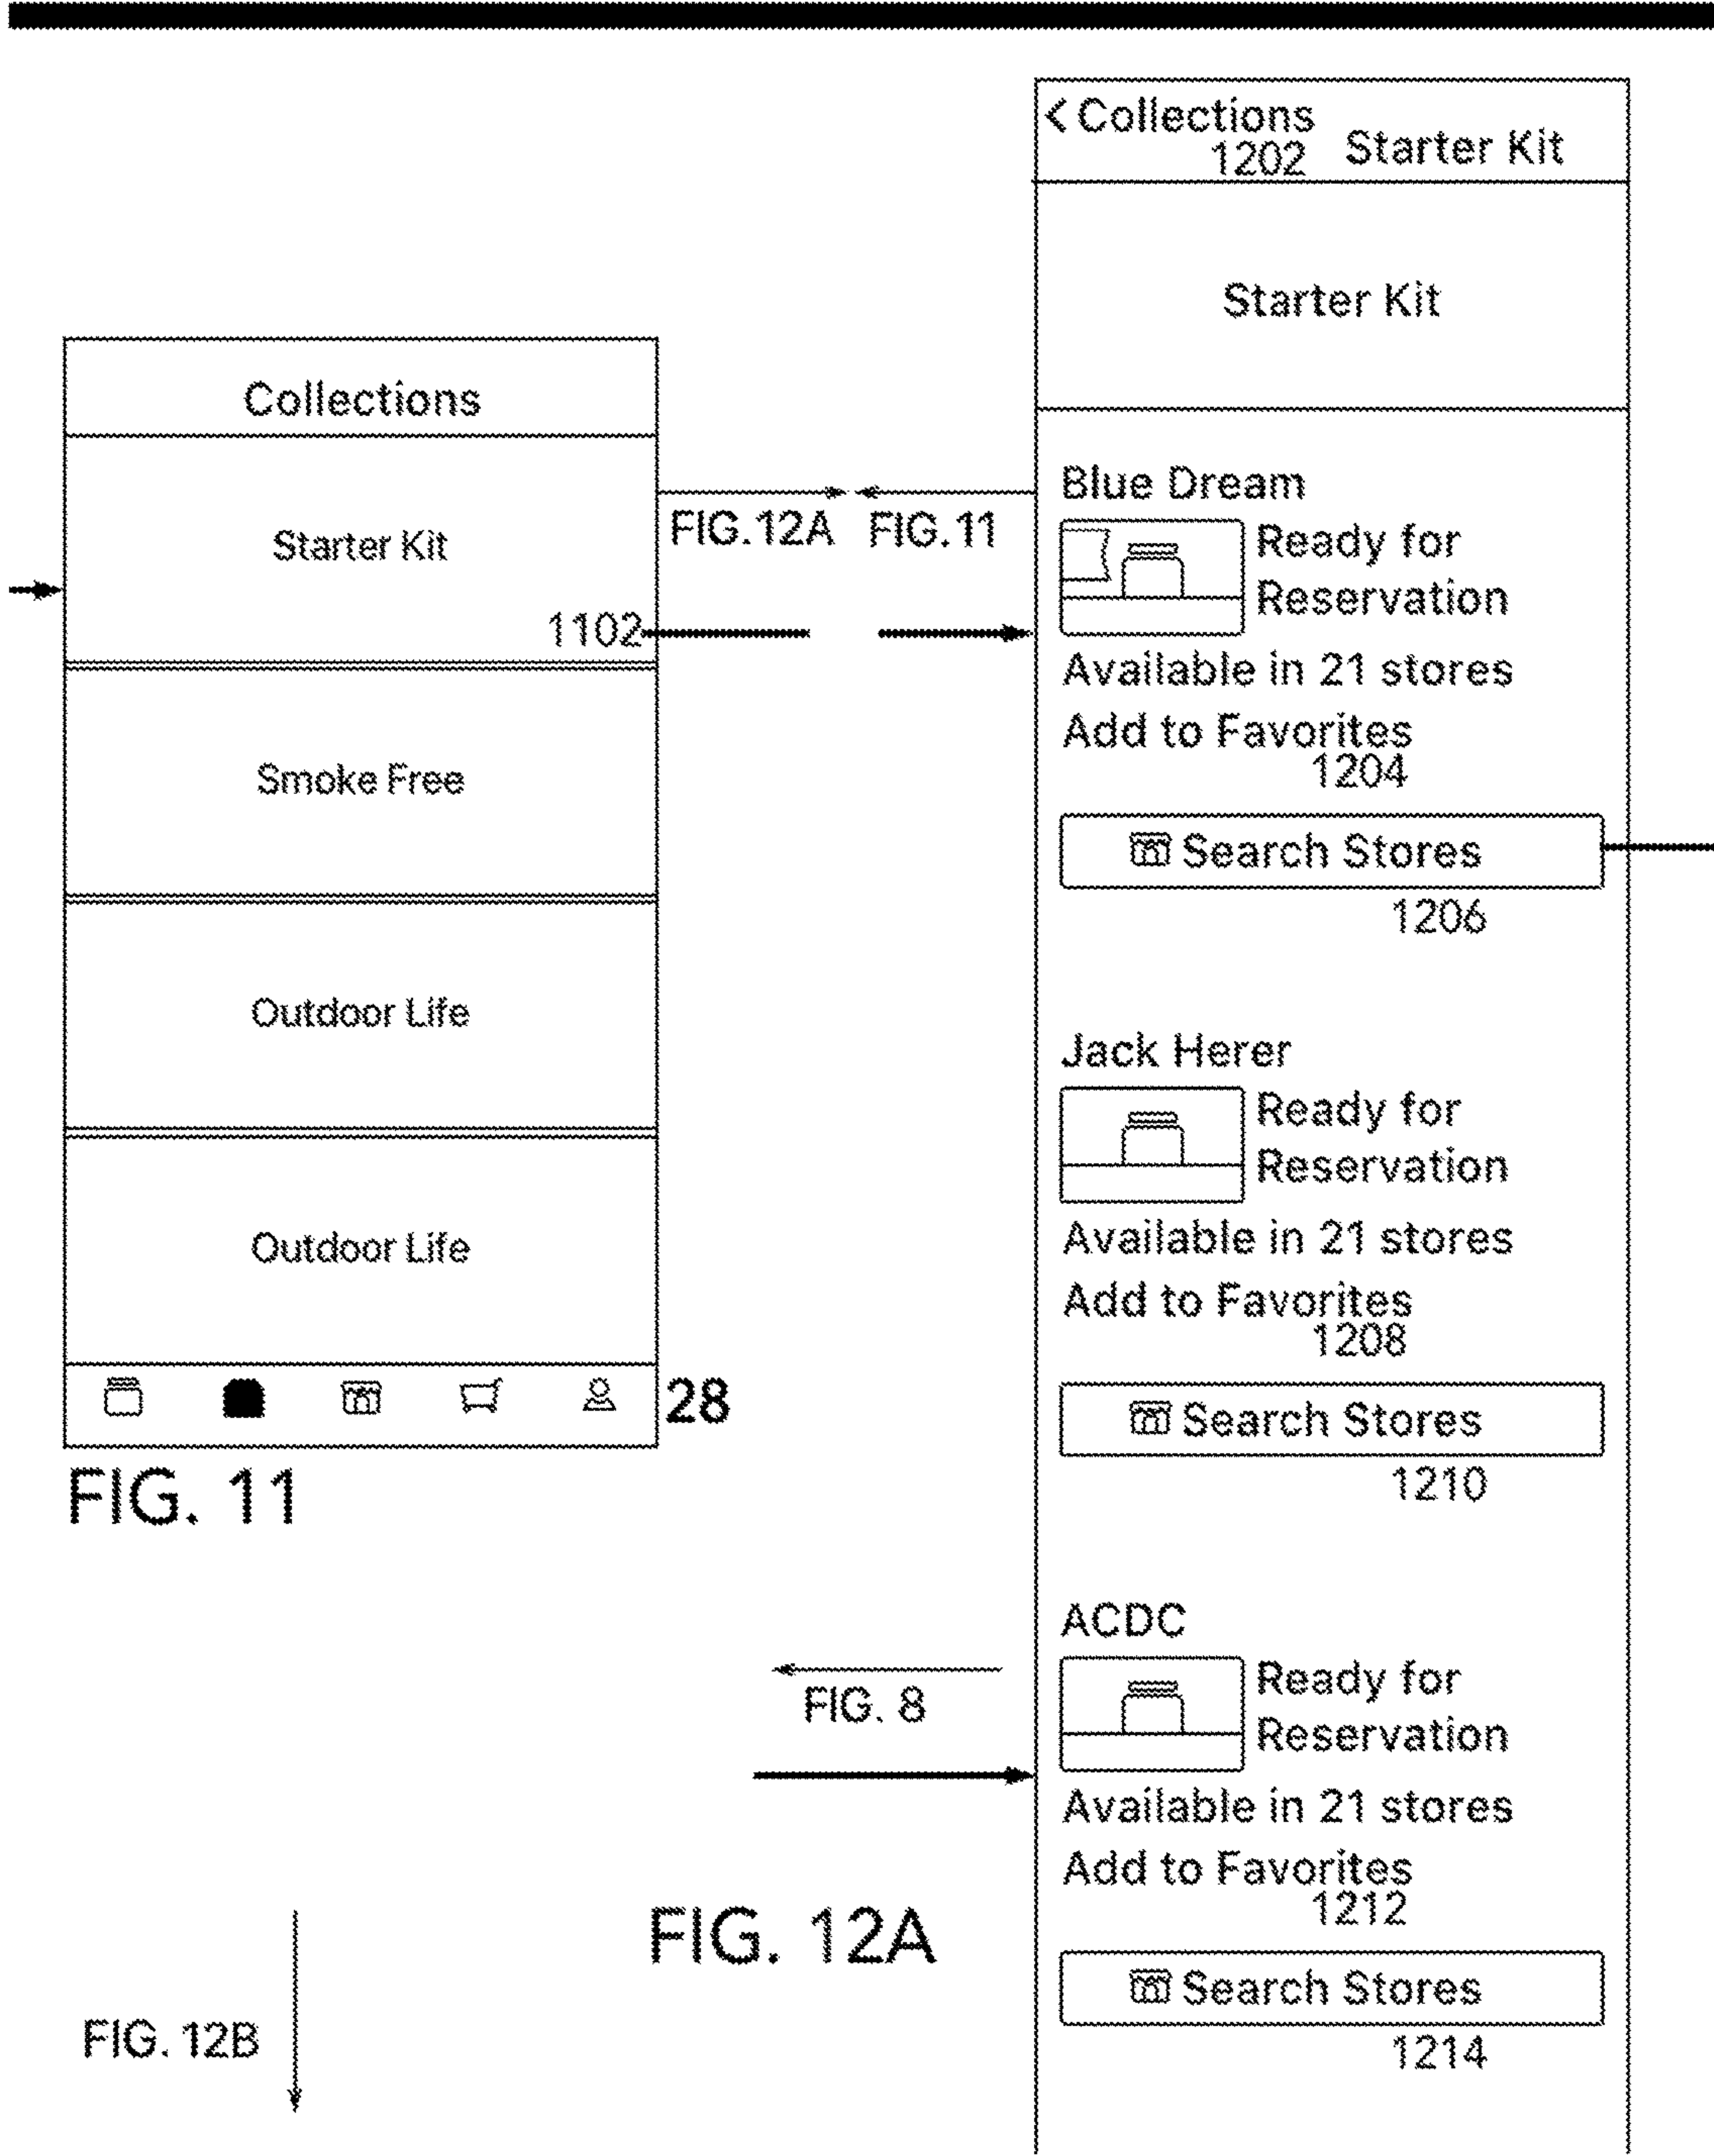 Collections
Starter Kit
1102
Smoke Free
Outdoor Life
Outdoor Life
28
FIG. 11
FIG.12A
FIG.11
< Collections
1202
Starter Kit
Starter Kit
Blue Dream
Ready for
Reservation
Available in 21 stores
Add to Favorites
1204
Search Stores
1206
Jack Herer
Ready for
Reservation
Available in 21 stores
Add to Favorites
1208
Search Stores
1210
ACDC
Ready for
Reservation
Available in 21 stores
Add to Favorites
1212
Search Stores
1214
FIG. 8
FIG. 12A
FIG. 12B